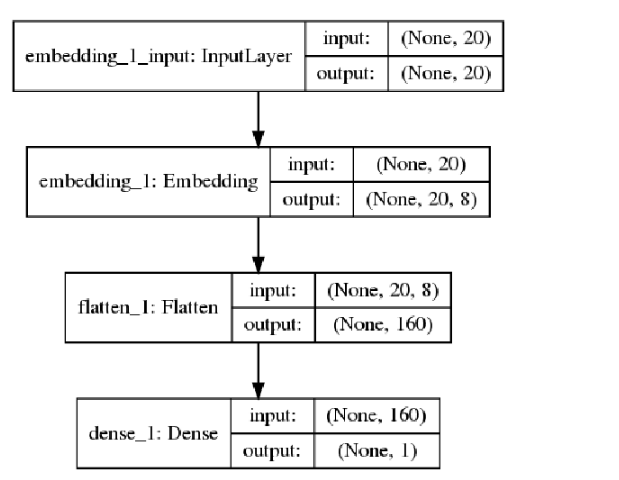 embedding_1_input: InputLayer
input: (None, 20)
output: (None, 20)
embedding_1: Embedding
input: (None, 20)
output: (None, 20, 8)
flatten_1: Flatten
input: (None, 20, 8)
output: (None, 160)
dense_1: Dense
input: (None, 160)
output: (None, 1)